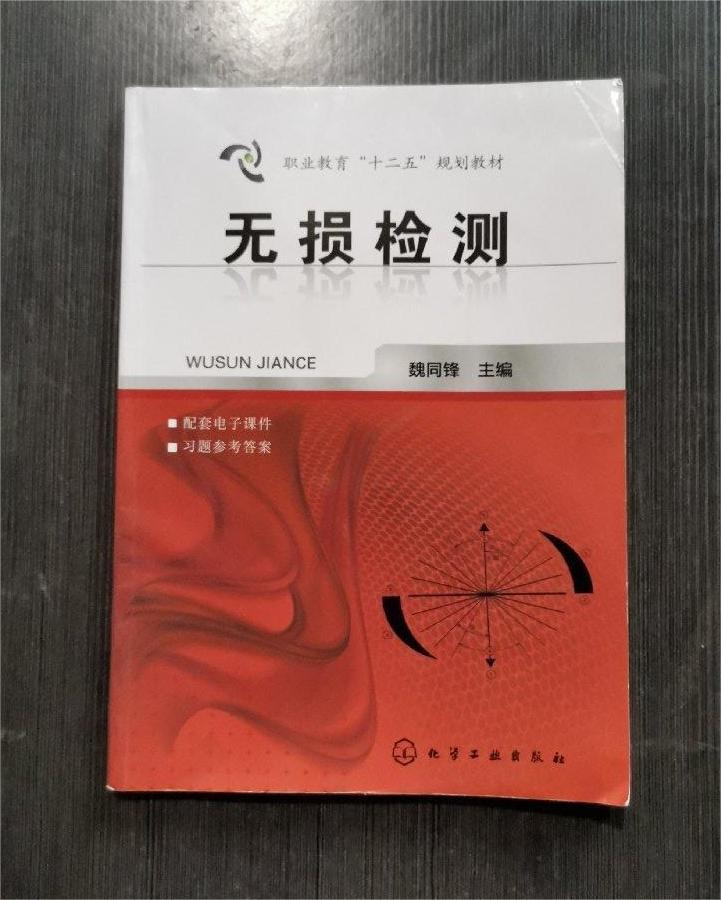 职业教育“十二五”规划教材
无损检测
WUSUN JIANCE
魏同锋 主编
配套电子课件
习题参考答案
化学工业出版社